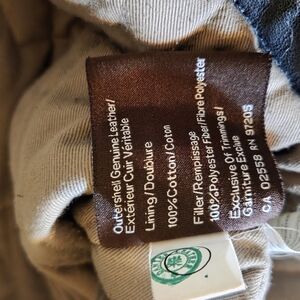 Outershell/Genuine Leather/
Extérieur Cuir Véritable
Lining/Doublure
100%Cotton/Coton
Filler/Remplissage
100%Polyester Fiber/Fibre Polyester
Exclusive Of Trimmings/
Garniture Exclue
CA 02558 RN 97205